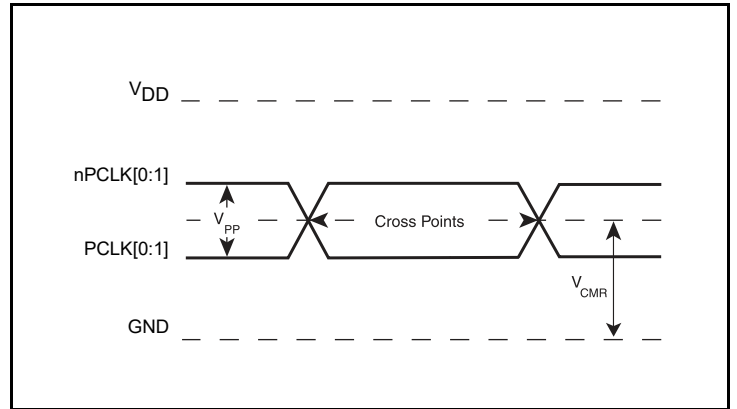 VDD
nPCLK[0:1]
VPP
Cross Points
PCLK[0:1]
VCMR
GND